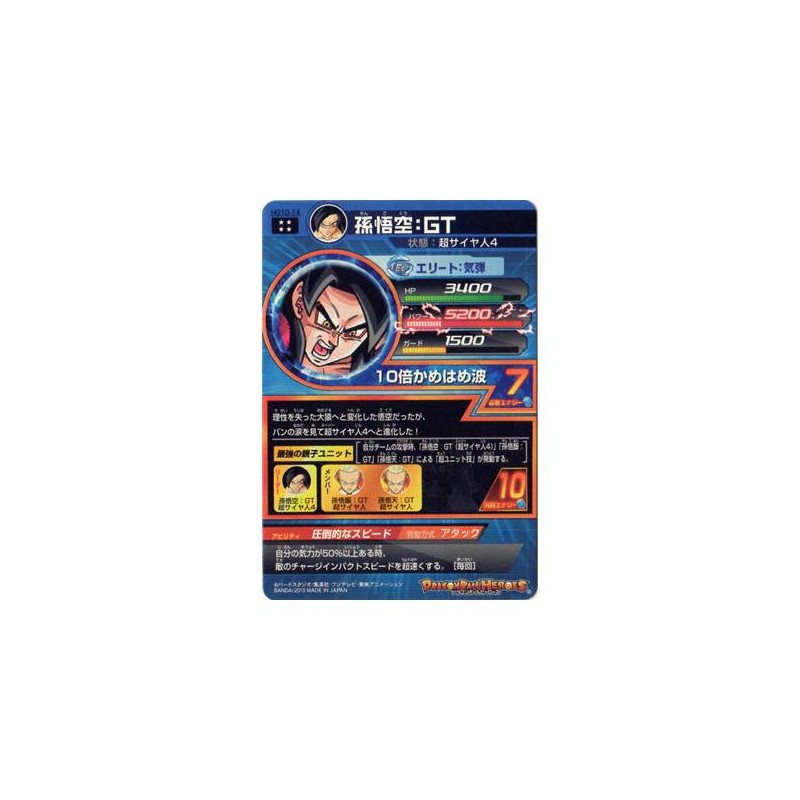 HG10-14
孫悟空:GT
状態:超サイヤ人4
エリート:気弾
HP 3400
パワー 5200
ガード 1500
10倍かめはめ波
7
必要エナジー
理性を失った大猿へと変化した悟空だったが、
パンの涙を見て超サイヤ人4へと進化した!
最強の親子ユニット
自分チームの攻撃時、「孫悟空:GT(超サイヤ人4)」「孫悟飯:
GT」「孫悟天:GT」による「超ユニット技」が発動する。
リーダー
孫悟空:GT
超サイヤ人4
メンバー
孫悟飯:GT
超サイヤ人
孫悟天:GT
超サイヤ人
10
必要エナジー
アビリティ 圧倒的なスピード 発動方式 アタック
自分の気力が50%以上ある時、
敵のチャージインパクトスピードを超速くする。[毎回]
©バードスタジオ/集英社・フジテレビ・東映アニメーション
BANDAI 2013 MADE IN JAPAN
DRAGONBALL HEROES